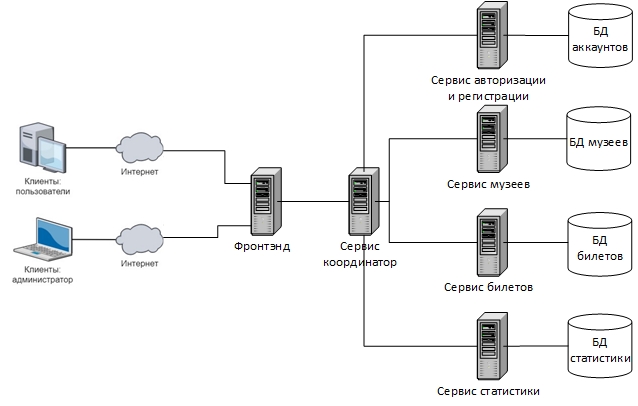 БД
аккаунтов
Сервис авторизации
и регистрации
БД музеев
Сервис музеев
Клиенты:
пользователи
Интернет
Фронтэнд
Сервис
координатор
Клиенты:
администратор
Интернет
БД
билетов
Сервис билетов
БД
статистики
Сервис статистики